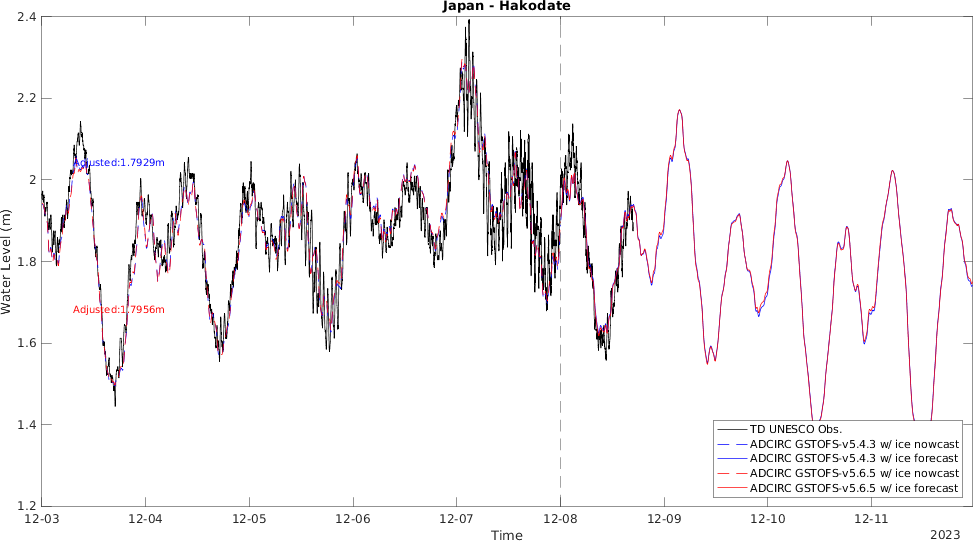 Japan - Hakodate
2.4
2.2
2
1.8
1.6
1.4
1.2
Water Level (m)
Adjusted:1.7929m
Adjusted:1.7956m
TD UNESCO Obs.
ADCIRC GSTOFS-v5.4.3 w/ ice nowcast
ADCIRC GSTOFS-v5.4.3 w/ ice forecast
ADCIRC GSTOFS-v5.6.5 w/ ice nowcast
ADCIRC GSTOFS-v5.6.5 w/ ice forecast
12-03 12-04 12-05 12-06 12-07 12-08 12-09 12-10 12-11
Time
2023